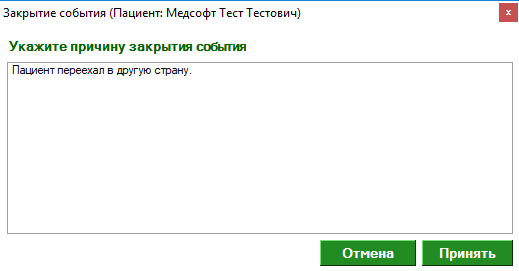 Закрытие события (Пациент: Медсофт Тест Тестович)
x
Укажите причину закрытия события
Пациент переехал в другую страну.
Отмена
Принять